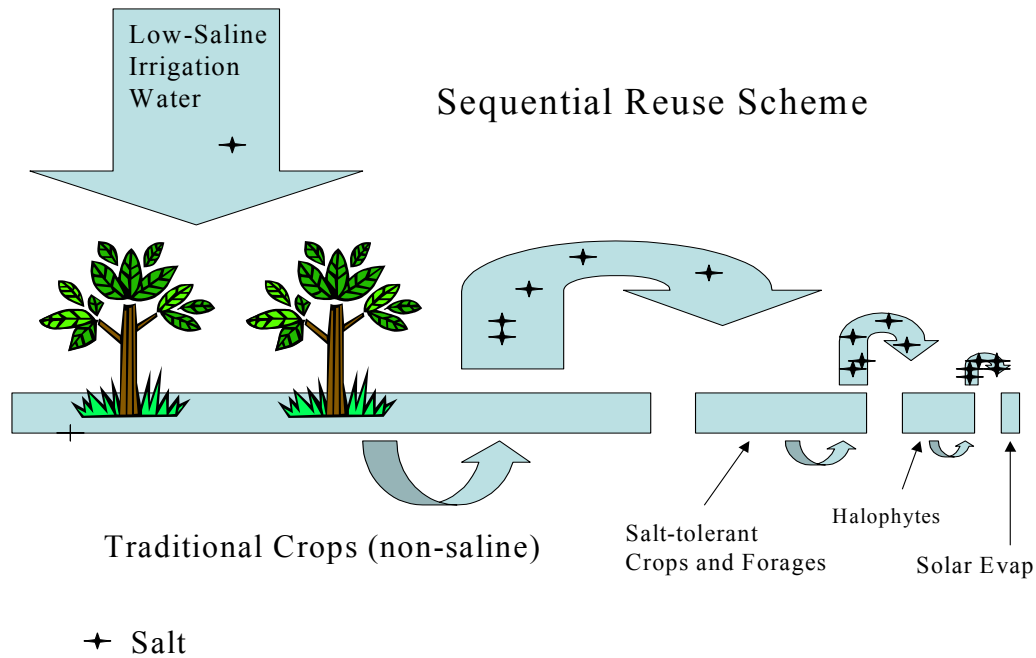 Low-Saline
Irrigation
Water
Sequential Reuse Scheme
Traditional Crops (non-saline)
Salt-tolerant
Crops and Forages
Halophytes
Solar Evap
Salt